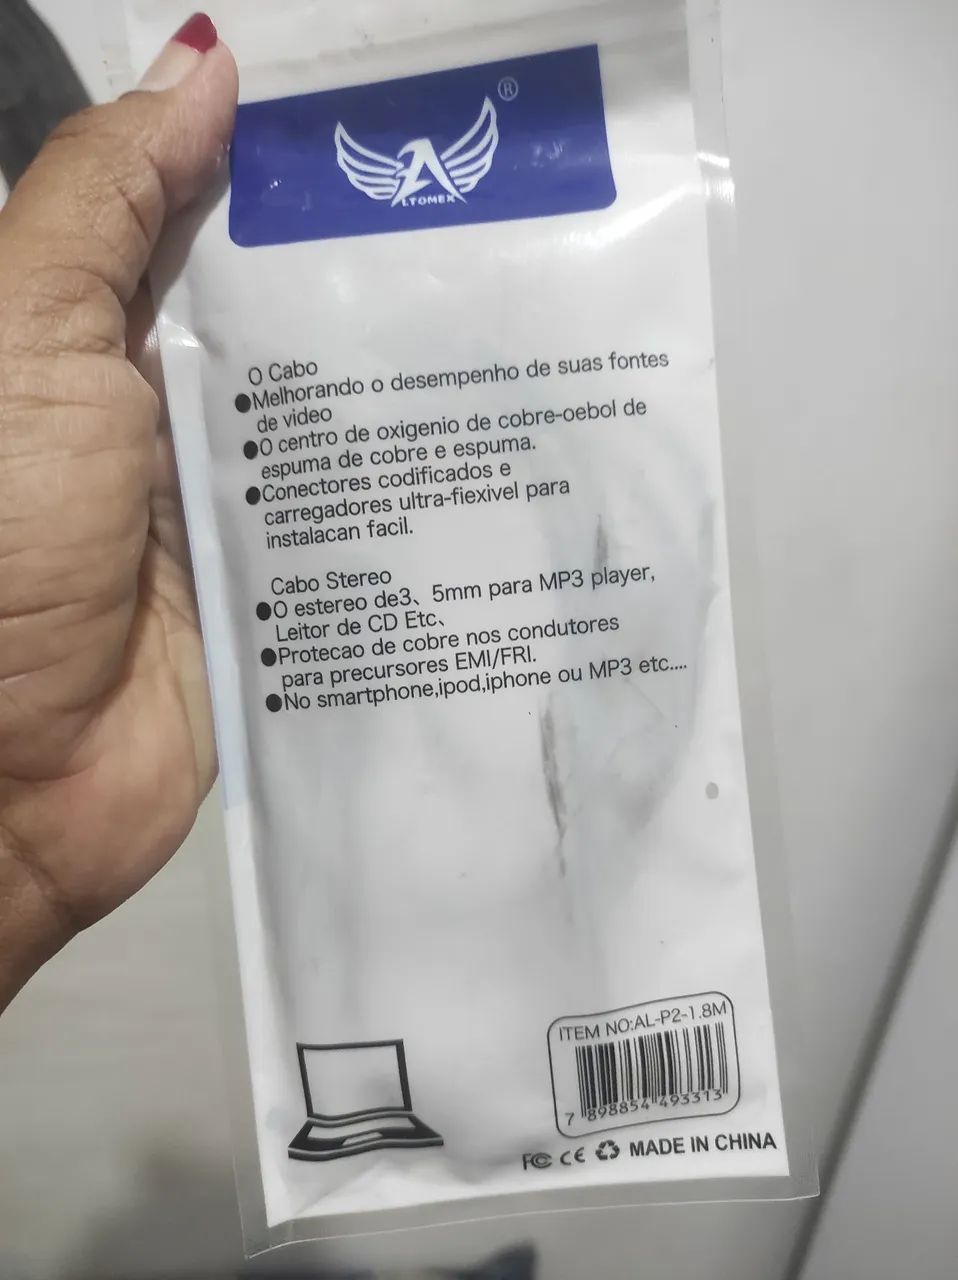 ®
ALTOMEX
O Cabo
●Melhorando o desempenho de suas fontes
de video
●O centro de oxigenio de cobre-oebol de
espuma de cobre e espuma.
●Conectores codificados e
carregadores ultra-fiexivel para
instalacan facil.
Cabo Stereo
●O estereo de3、5mm para MP3 player,
Leitor de CD Etc、
●Protecao de cobre nos condutores
para precursores EMI/FRI.
●No smartphone,ipod,iphone ou MP3 etc....
ITEM NO:AL-P2-1.8M
7 898854 493313
FC CE MADE IN CHINA